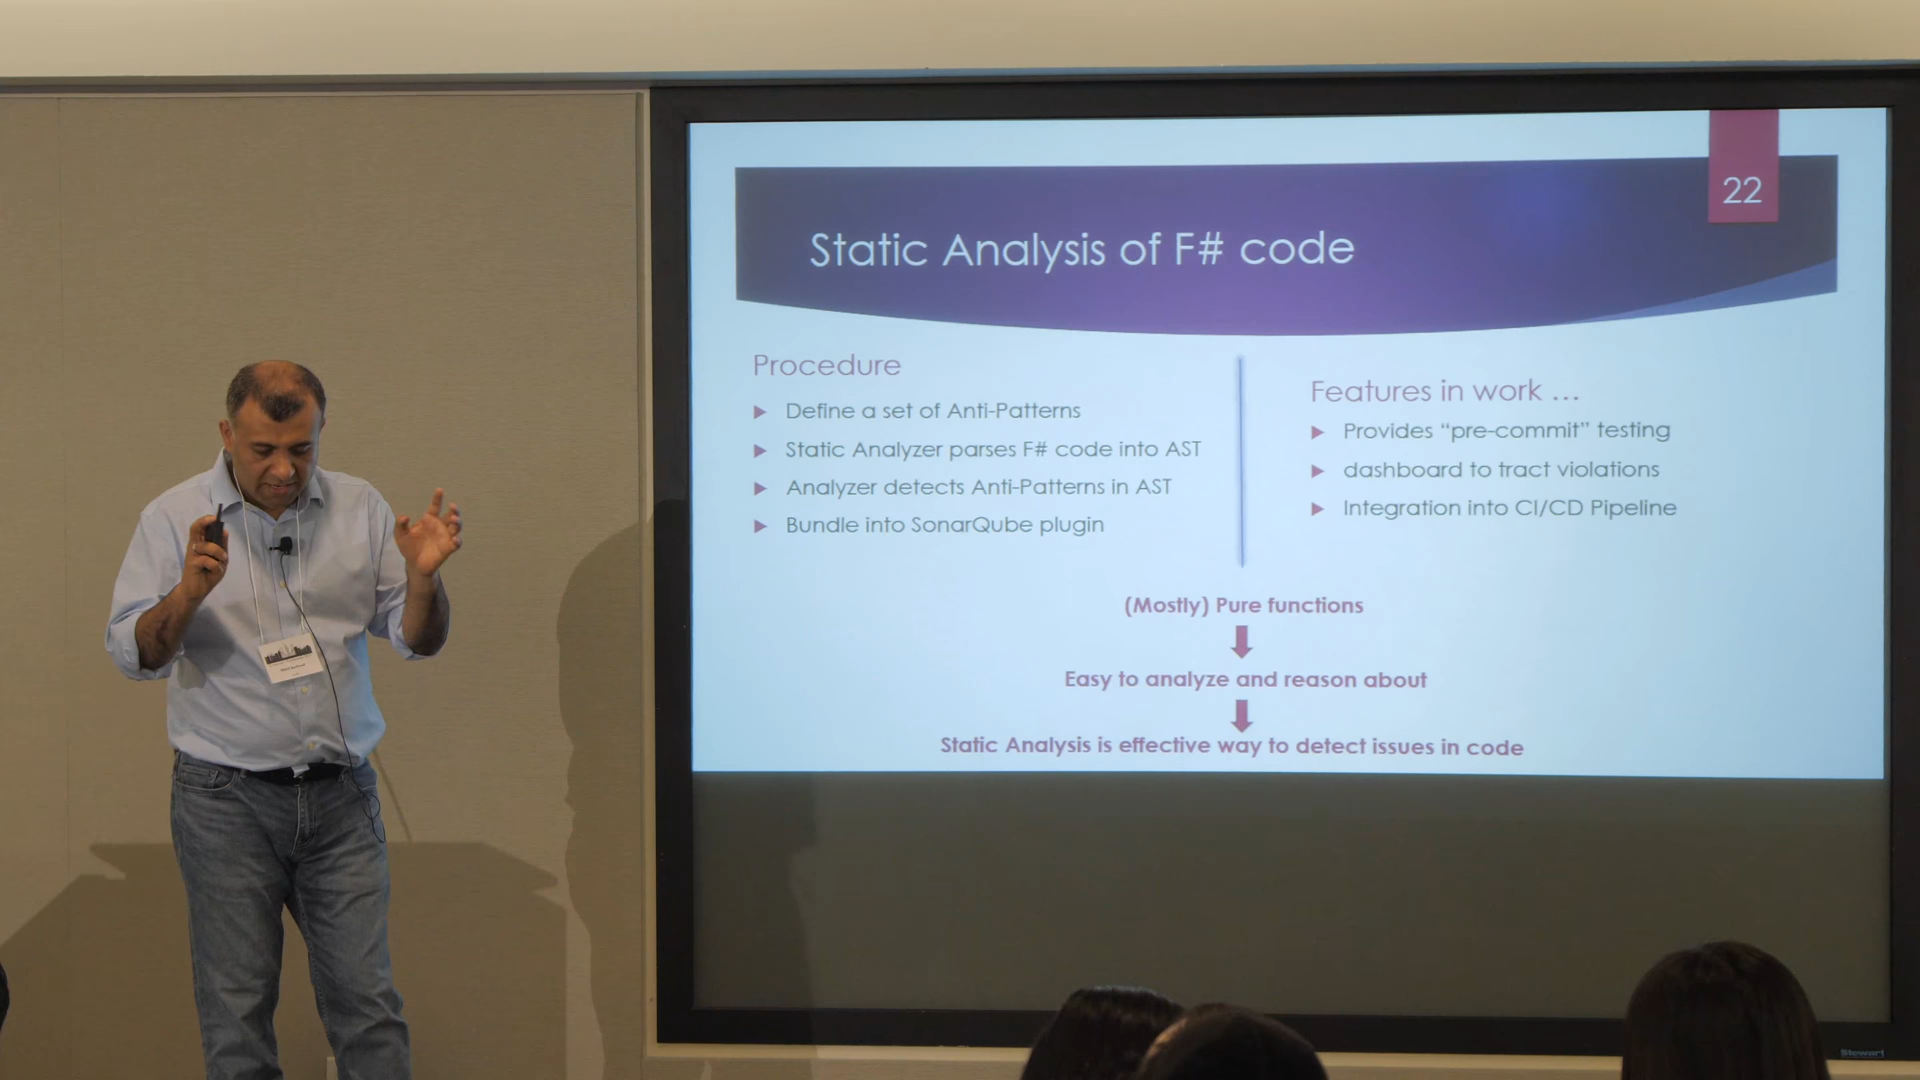 22
Static Analysis of F# code
Procedure
Define a set of Anti-Patterns
Static Analyzer parses F# code into AST
Analyzer detects Anti-Patterns in AST
Bundle into SonarQube plugin
Features in work ...
Provides “pre-commit” testing
dashboard to tract violations
Integration into CI/CD Pipeline
(Mostly) Pure functions
Easy to analyze and reason about
Static Analysis is effective way to detect issues in code
Stewart